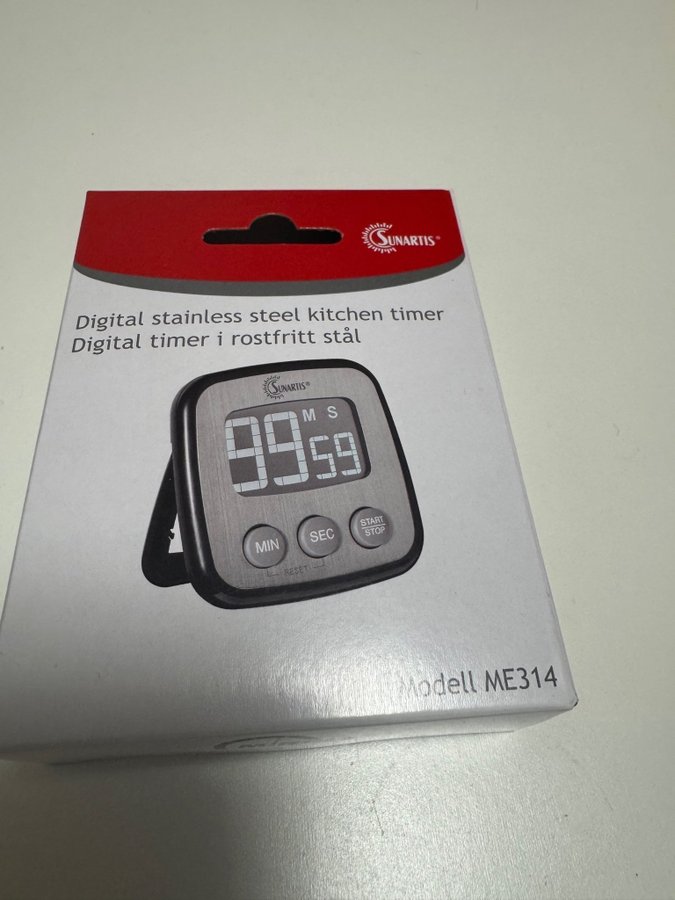 SUNARTIS®
Digital stainless steel kitchen timer
Digital timer i rostfritt stål
SUNARTIS®
M S
99 59
MIN SEC START/STOP
RESET
Modell ME314